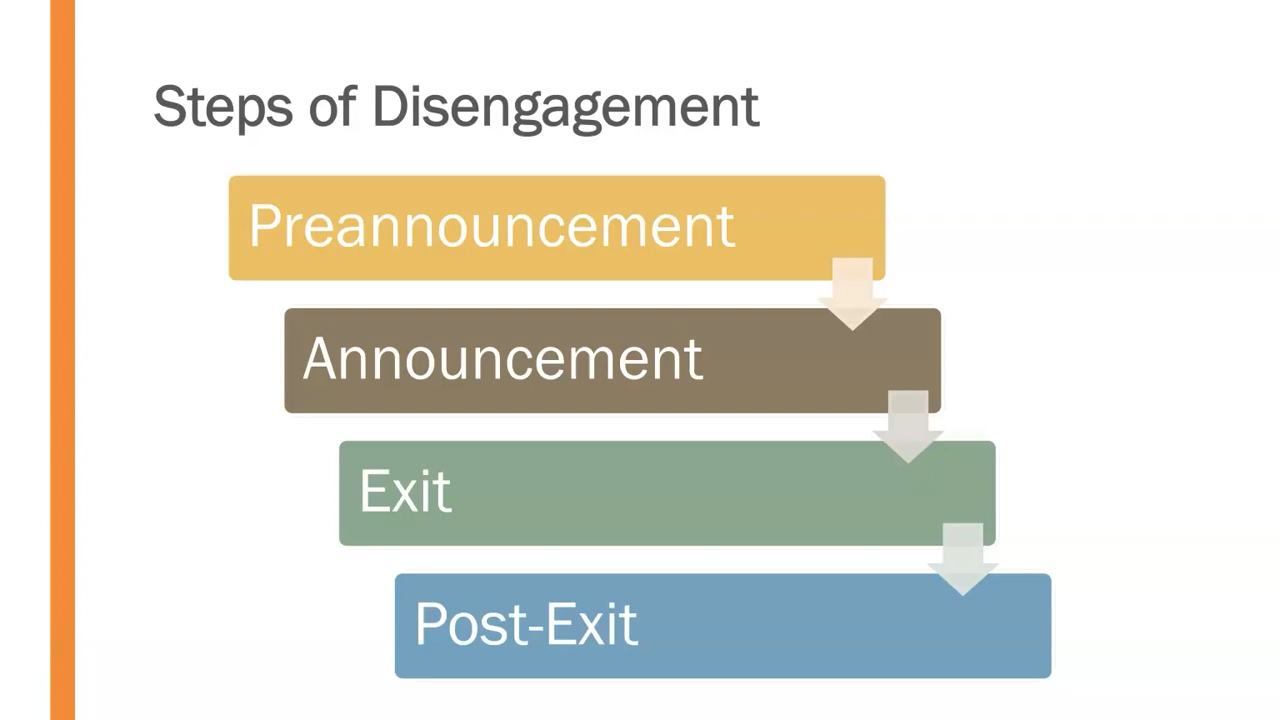 Steps of Disengagement
Preannouncement
Announcement
Exit
Post-Exit